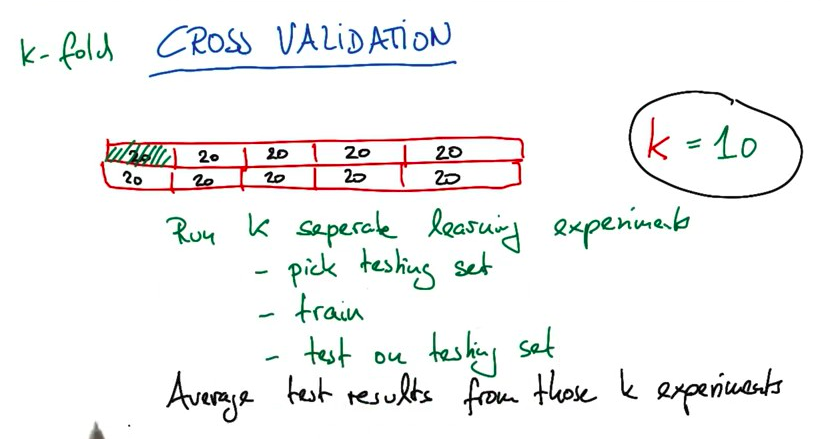 k-fold CROSS VALIDATION
20 20 20 20 20
20 20 20 20 20
k = 10
Run k seperate learning experiments
- pick testing set
- train
- test on testing set
Average test results from those k experiments